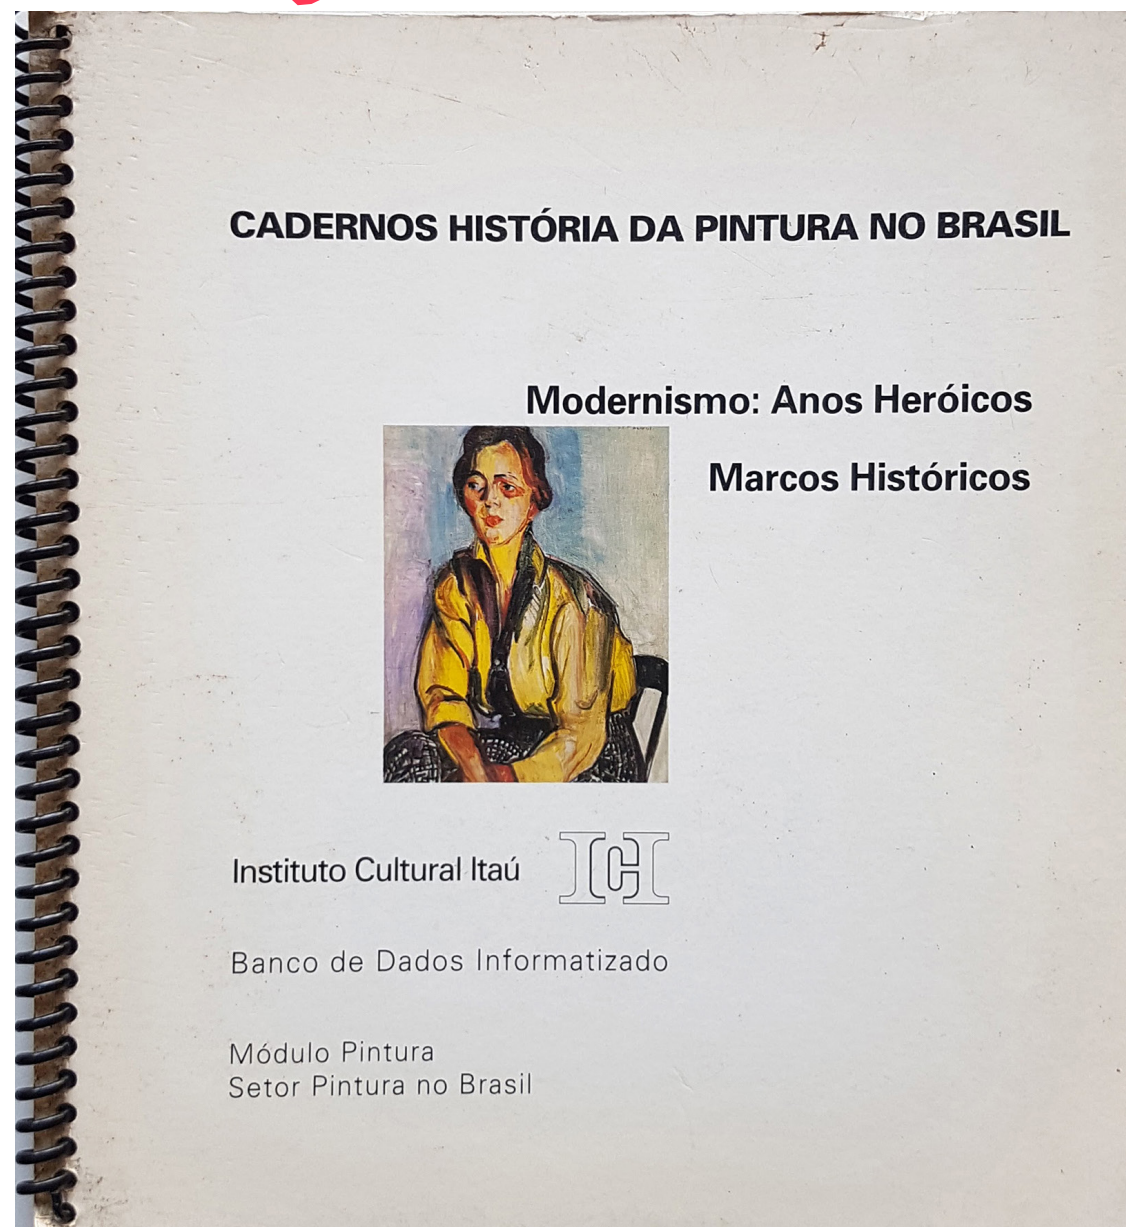 CADERNOS HISTÓRIA DA PINTURA NO BRASIL
Modernismo: Anos Heróicos
Marcos Históricos
Instituto Cultural Itaú
ICI
Banco de Dados Informatizado
Módulo Pintura
Setor Pintura no Brasil